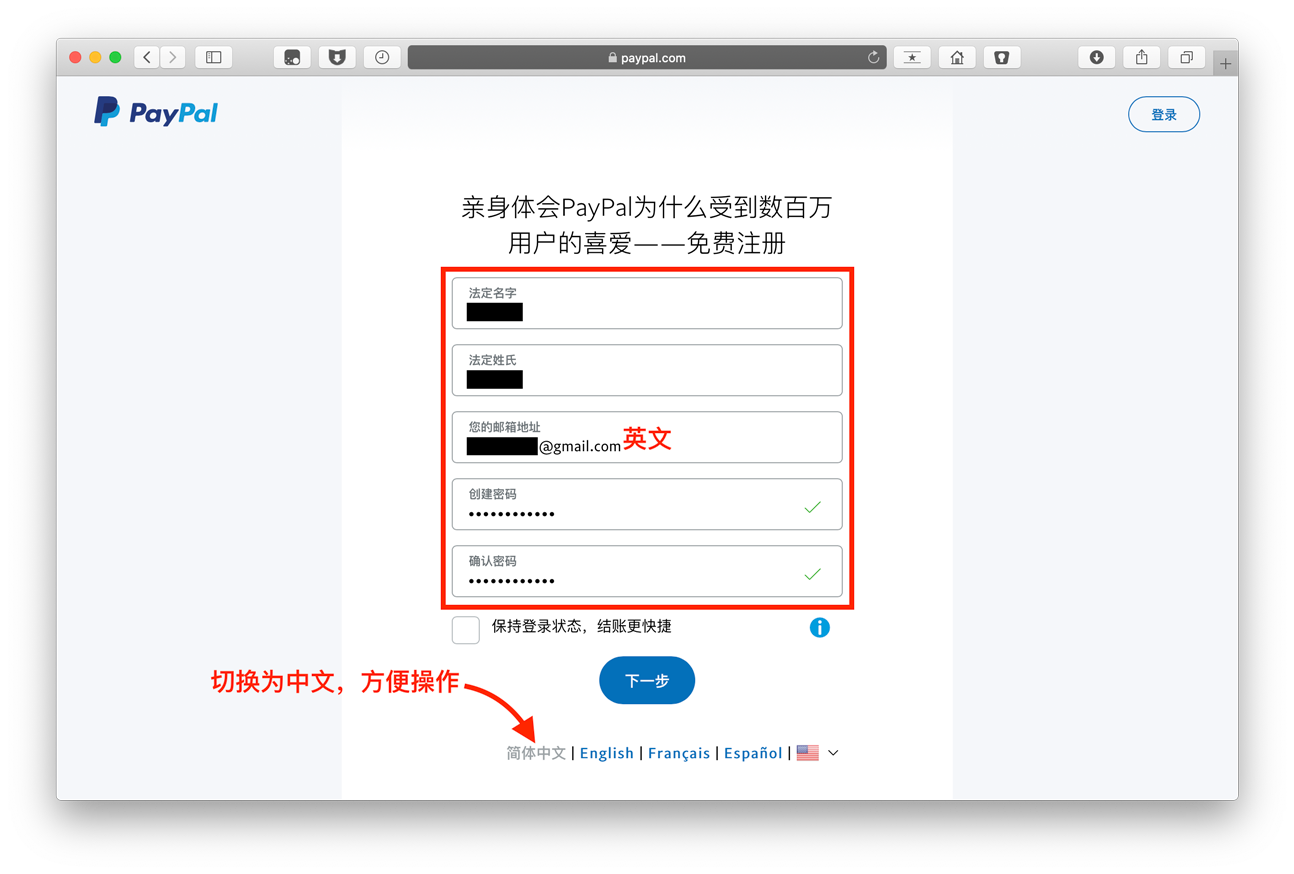 paypal.com
PayPal
登录
亲身体会PayPal为什么受到数百万
用户的喜爱——免费注册
法定名字
法定姓氏
您的邮箱地址
@gmail.com英文
创建密码
••••••••••••
确认密码
••••••••••••
保持登录状态，结账更快捷
切换为中文，方便操作
下一步
简体中文 | English | Français | Español |